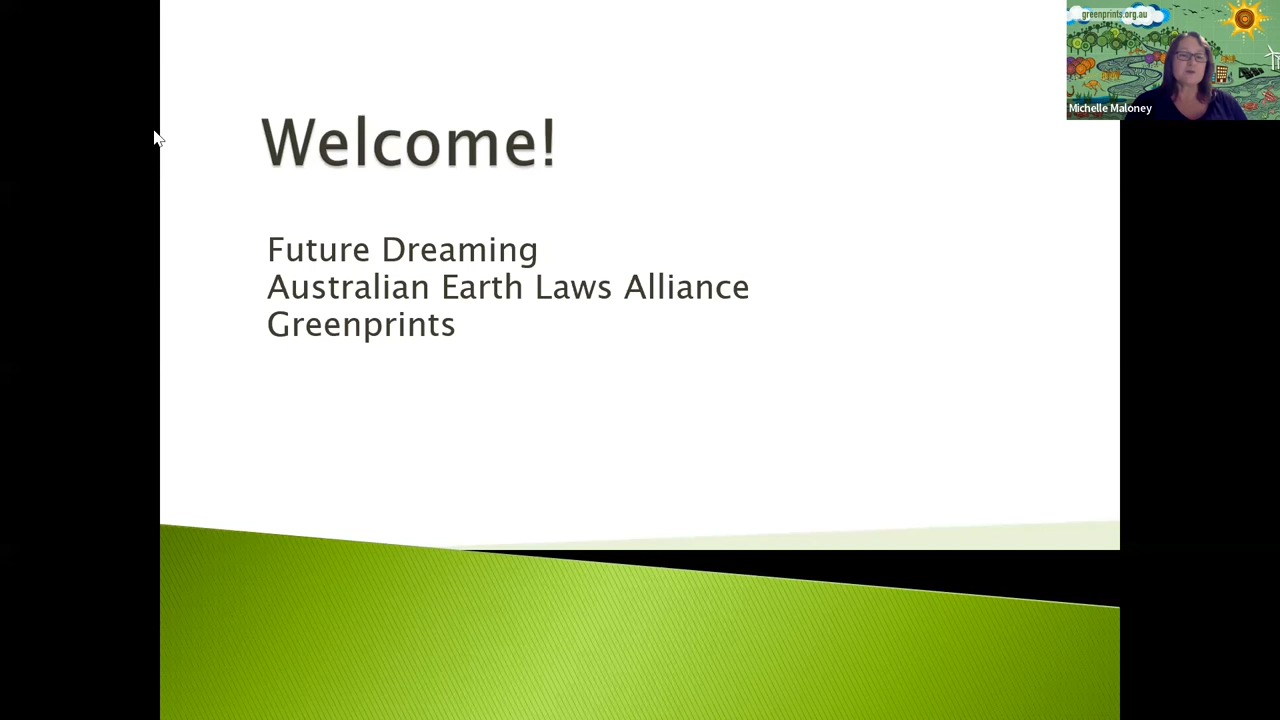 greenprints.org.au
Michelle Maloney
Welcome!
Future Dreaming
Australian Earth Laws Alliance
Greenprints